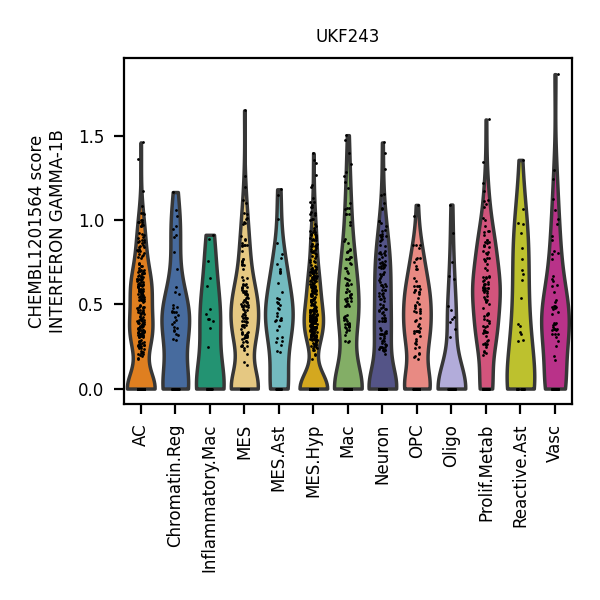 UKF243
CHEMBL1201564 score
INTERFERON GAMMA-1B
1.5
1.0
0.5
0.0
AC
Chromatin.Reg
Inflammatory.Mac
MES
MES.Ast
MES.Hyp
Mac
Neuron
OPC
Oligo
Prolif.Metab
Reactive.Ast
Vasc